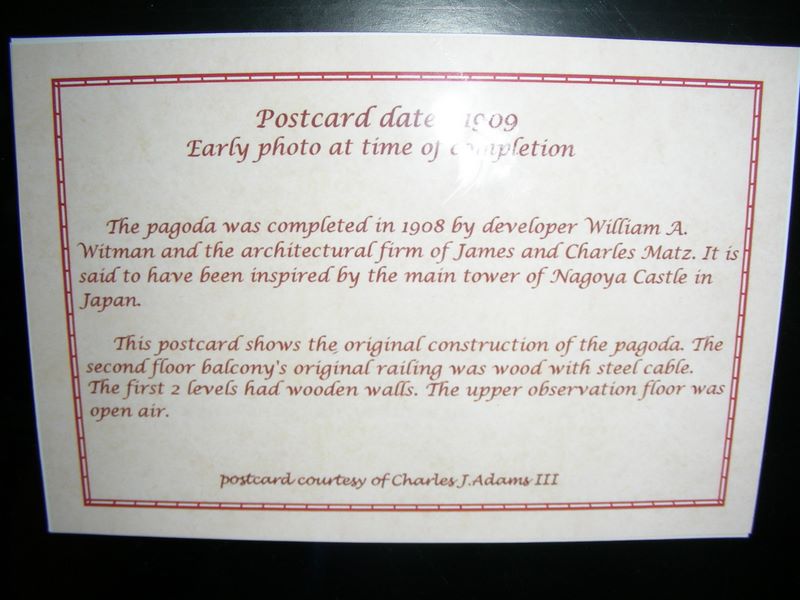 Postcard date 1909
Early photo at time of completion
The pagoda was completed in 1908 by developer William A.
Witman and the architectural firm of James and Charles Matz. It is
said to have been inspired by the main tower of Nagoya Castle in
Japan.
This postcard shows the original construction of the pagoda. The
second floor balcony's original railing was wood with steel cable.
The first 2 levels had wooden walls. The upper observation floor was
open air.
postcard courtesy of Charles J.Adams III